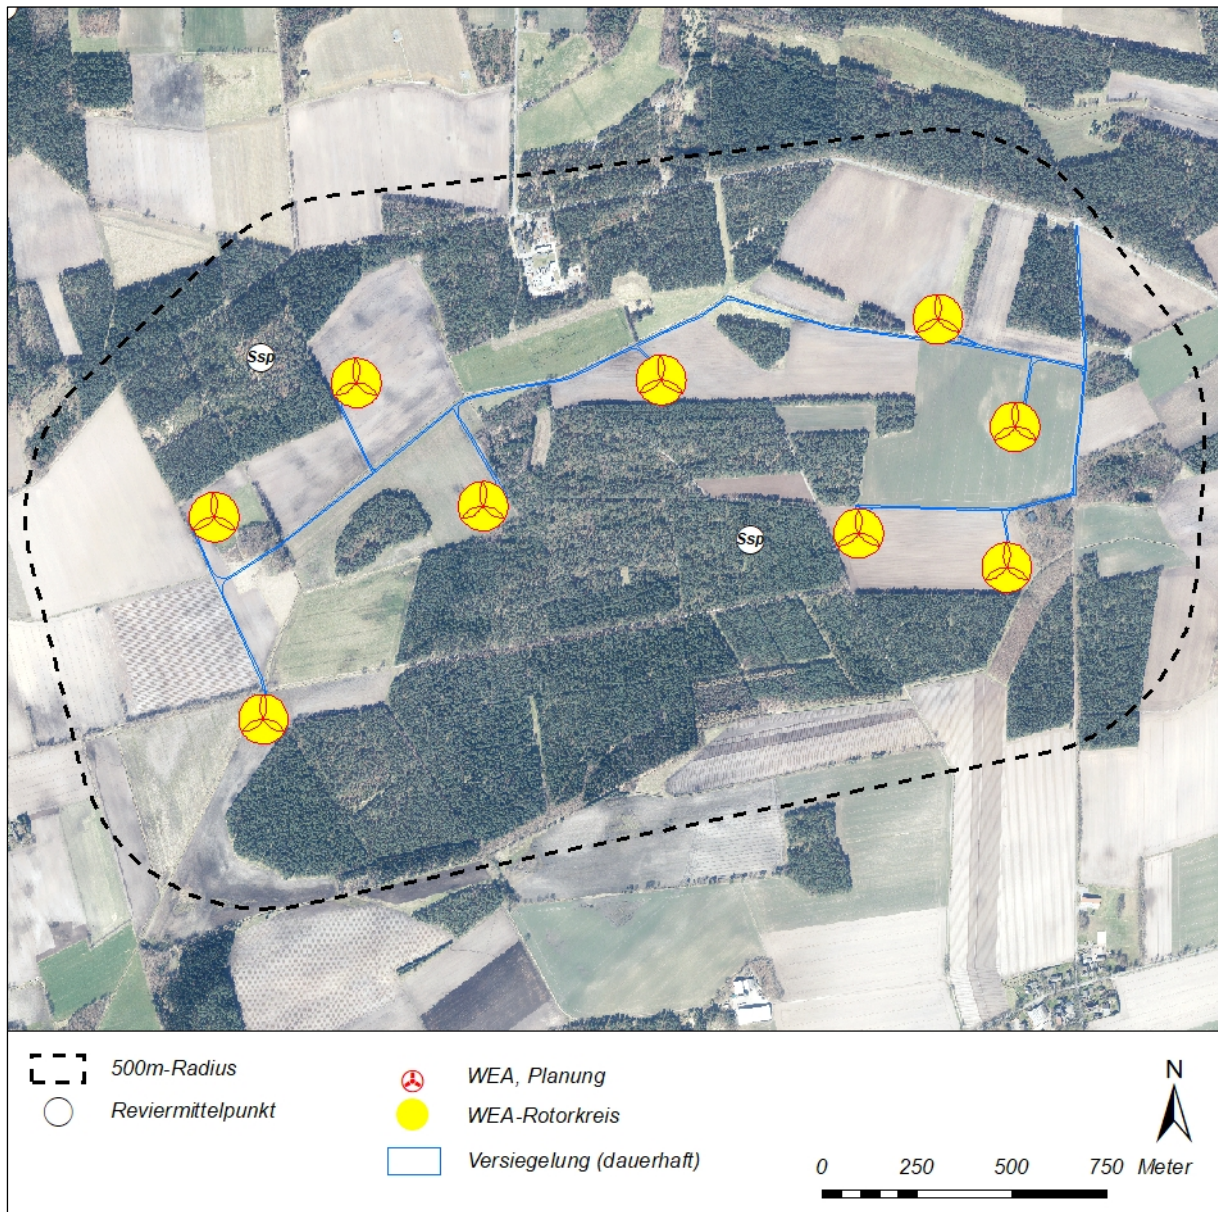 Ssp
Ssp
500m-Radius
Reviermittelpunkt
WEA, Planung
WEA-Rotorkreis
Versiegelung (dauerhaft)
N
0 250 500 750 Meter